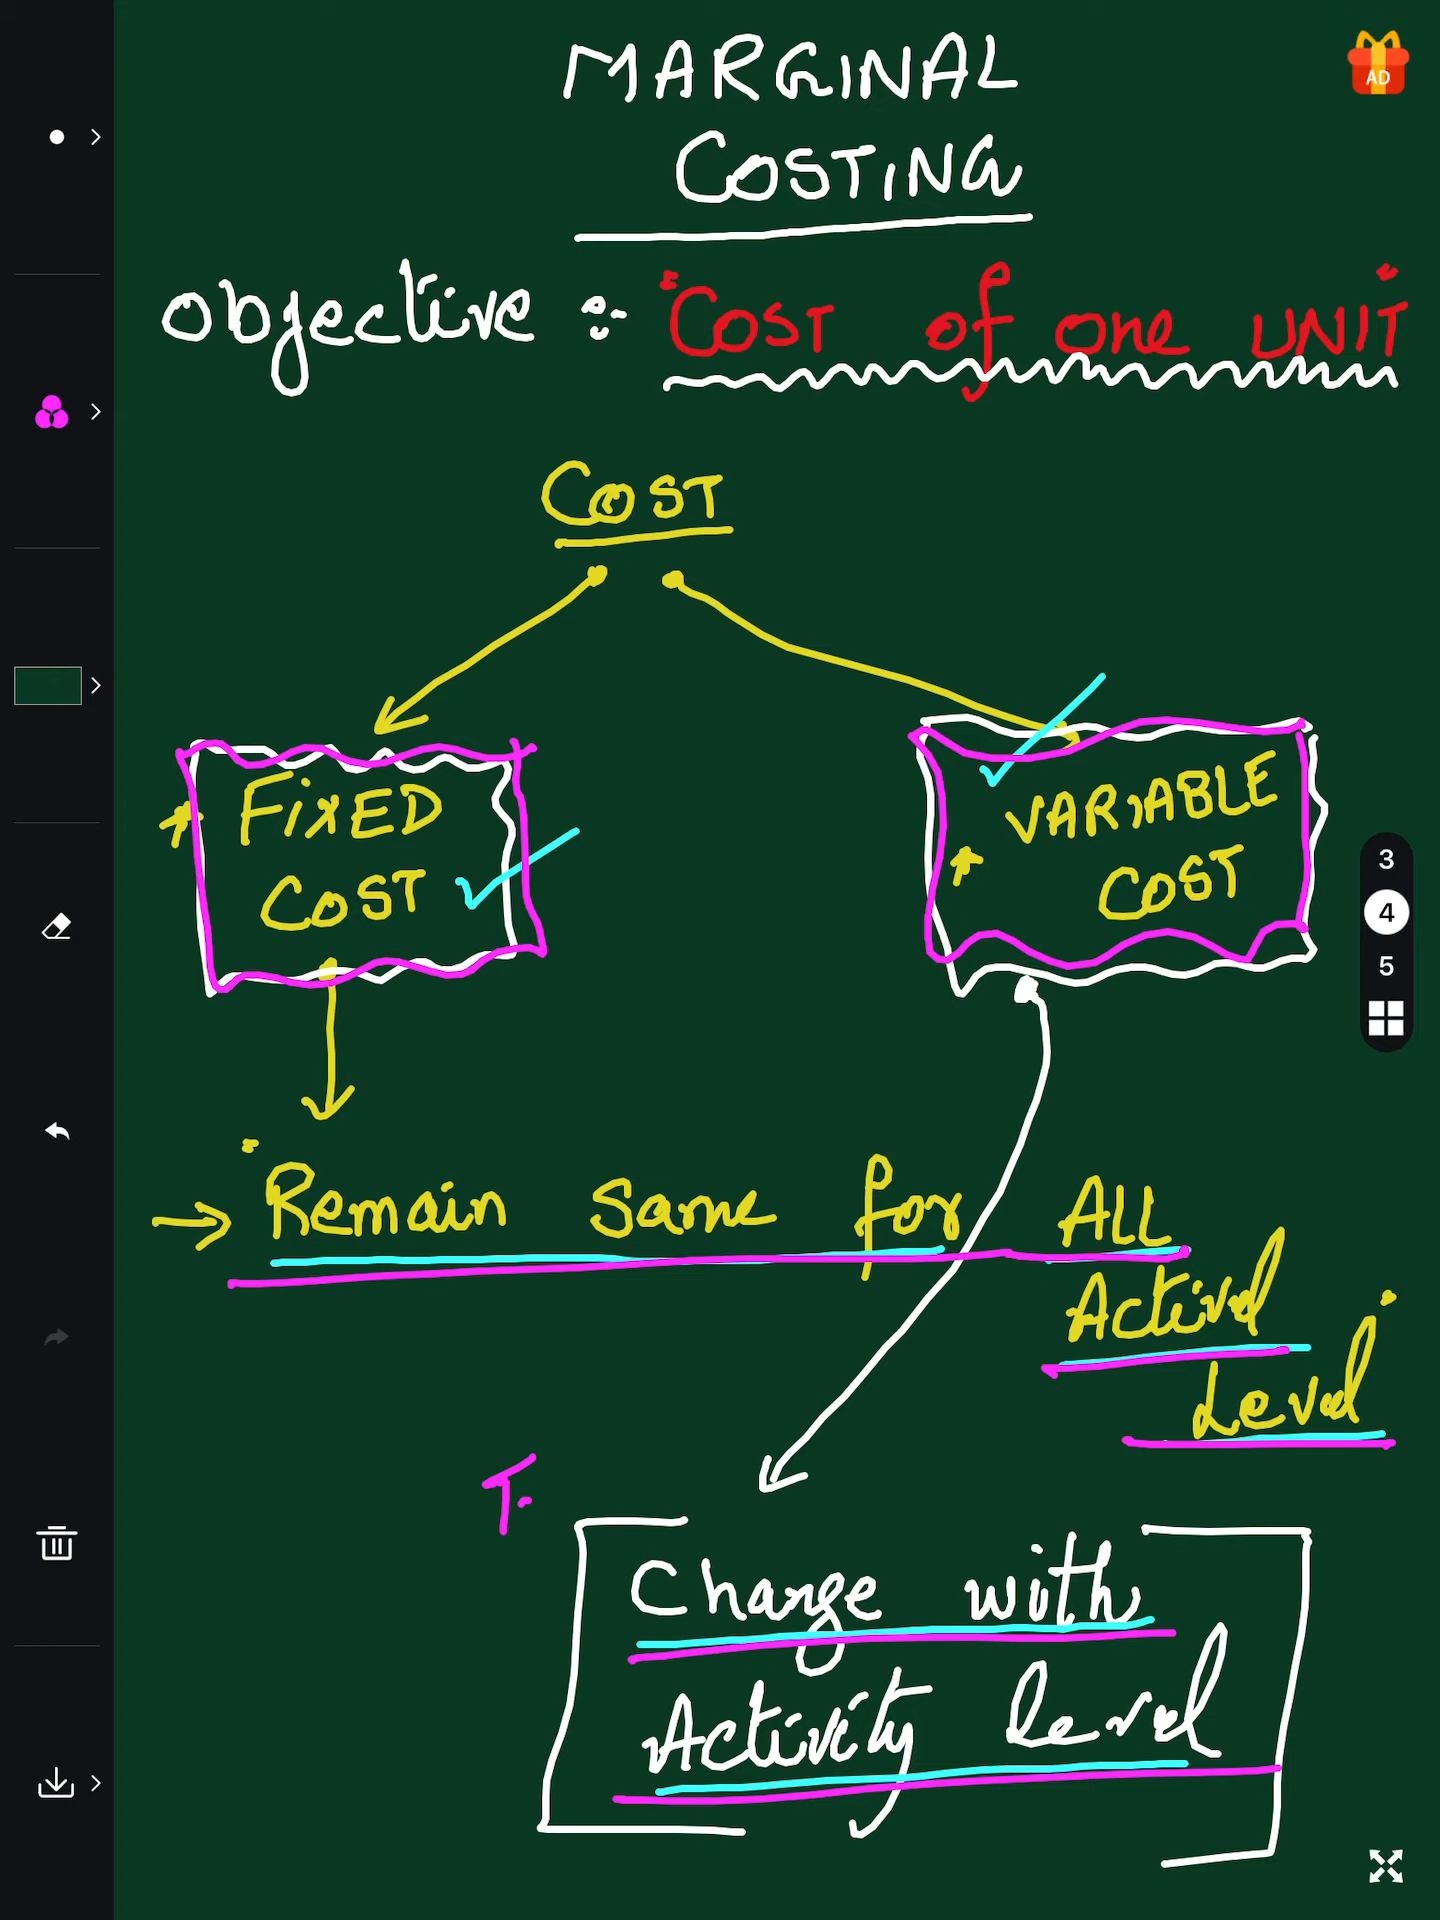 MARGINAL
COSTING
AD
objective :- "COST of one UNIT"
COST
FIXED
COST
VARIABLE
COST
3
4
5
→ "Remain Same for ALL
Level"
T.
Change with
Activity level